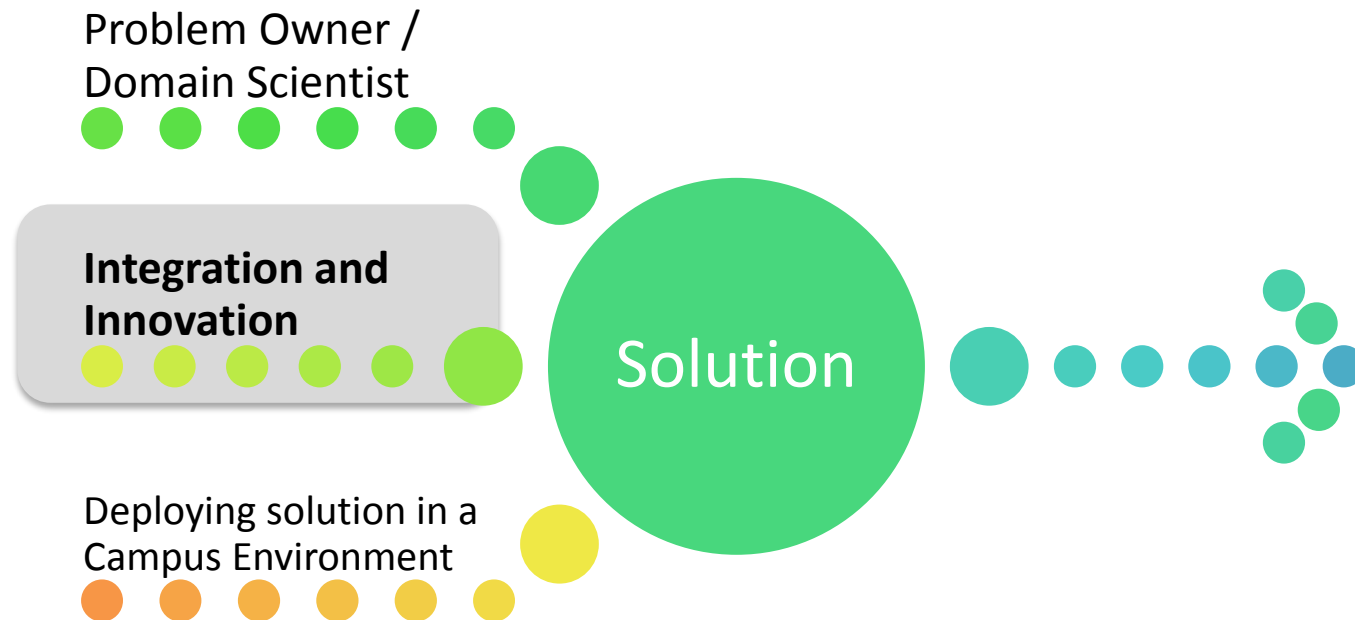 Problem Owner /
Domain Scientist
Integration and
Innovation
Solution
Deploying solution in a
Campus Environment